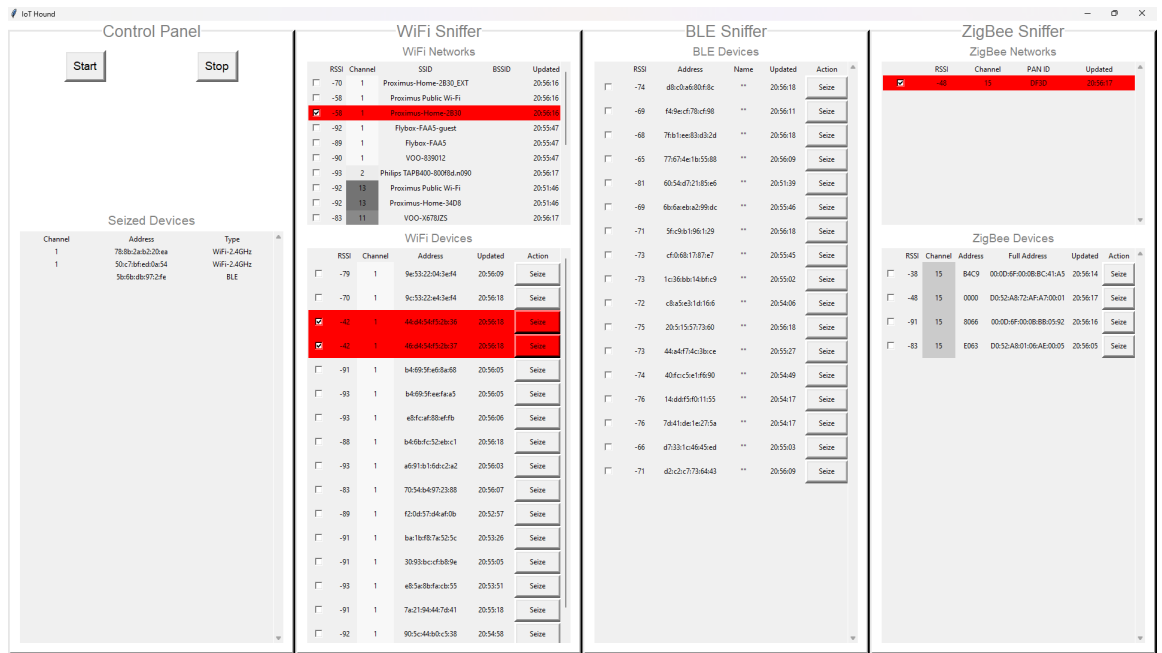 IoT Hound
Control Panel
Start
Stop
Seized Devices
Channel Address Type
1 78:8b:2a:b2:20:ea WiFi-2.4GHz
1 50:c7:bf:ed:0a:54 WiFi-2.4GHz
5b:6b:db:97:2:fe BLE
WiFi Sniffer
WiFi Networks
RSSI Channel SSID BSSID Updated
-70 1 Proximus-Home-2B30_EXT 20:56:16
-58 1 Proximus Public Wi-Fi 20:56:16
-58 1 Proximus-Home-2B30 20:56:16
-92 1 Flybox-FAA5-guest 20:55:47
-89 1 Flybox-FAA5 20:55:47
-90 1 VOO-839012 20:55:47
-93 2 Philips TAPB400-800f8d.n090 20:56:17
-92 13 Proximus Public Wi-Fi 20:51:46
-92 13 Proximus-Home-34D8 20:51:46
-83 11 VOO-X678JZS 20:56:17
WiFi Devices
RSSI Channel Address Updated Action
-79 1 9e:53:22:04:3e:f4 20:56:09 Seize
-70 1 9c:53:22:e4:3e:f4 20:56:18 Seize
-42 1 20:56:18 Seize
-42 1 20:56:18 Seize
-91 1 b4:69:5f:e6:8a:68 20:56:05 Seize
-93 1 b4:69:5f:ee:fa:a5 20:56:05 Seize
-93 1 e8:fc:af:88:ef:fb 20:56:06 Seize
-88 1 b4:6b:fc:52:eb:c1 20:56:18 Seize
-93 1 a6:91:b1:6d:c2:a2 20:56:03 Seize
-83 1 70:54:b4:97:23:88 20:56:07 Seize
-89 1 f2:0d:57:d4:af:0b 20:52:57 Seize
-91 1 ba:1b:f8:7a:52:5c 20:53:26 Seize
-91 1 30:93:bc:cf:b8:9e 20:55:05 Seize
-93 1 e8:5a:8b:fa:cb:55 20:53:51 Seize
-91 1 7a:21:94:44:7d:41 20:55:18 Seize
-92 1 90:5c:44:b0:c5:38 20:54:58 Seize
BLE Sniffer
BLE Devices
RSSI Address Name Updated Action
-74 d8:c0:a6:80:f:8c "" 20:56:18 Seize
-69 f4:9e:cf:78:cf:98 "" 20:56:11 Seize
-68 7f:b1:ee:83:d3:2d "" 20:56:18 Seize
-65 77:67:4e:1b:55:88 "" 20:56:09 Seize
-81 60:54:d7:21:85:e6 "" 20:51:39 Seize
-69 6b:6a:eb:a2:99:dc "" 20:55:46 Seize
-71 5f:c9:b1:96:1:29 "" 20:56:18 Seize
-73 cf:0:68:17:87:e7 "" 20:55:45 Seize
-73 1c:36:bb:14:bf:c9 "" 20:55:02 Seize
-72 c8:a5:e3:1d:16:6 "" 20:54:06 Seize
-75 20:5:15:57:73:60 "" 20:56:18 Seize
-73 44:a4:f7:4c:3b:ce "" 20:55:27 Seize
-74 40:fc:c5:e1:f6:90 "" 20:54:49 Seize
-76 14:dd:f5:f0:11:55 "" 20:54:17 Seize
-76 7d:41:de:1e:27:5a "" 20:54:17 Seize
-66 d7:33:1c:46:45:ed "" 20:55:03 Seize
-71 d2:c2:c7:73:64:43 "" 20:56:09 Seize
ZigBee Sniffer
ZigBee Networks
RSSI Channel PAN ID Updated
-48 15 DE3D 20:56:17
ZigBee Devices
RSSI Channel Address Full Address Updated Action
-38 15 B4C9 00:0D:6F:00:0B:BC:41:A5 20:56:14 Seize
-48 15 0000 D0:52:A8:72:AF:A7:00:01 20:56:17 Seize
-91 15 8066 00:0D:6F:00:0B:BB:05:92 20:56:16 Seize
-83 15 E063 D0:52:A8:01:06:AE:00:05 20:56:05 Seize